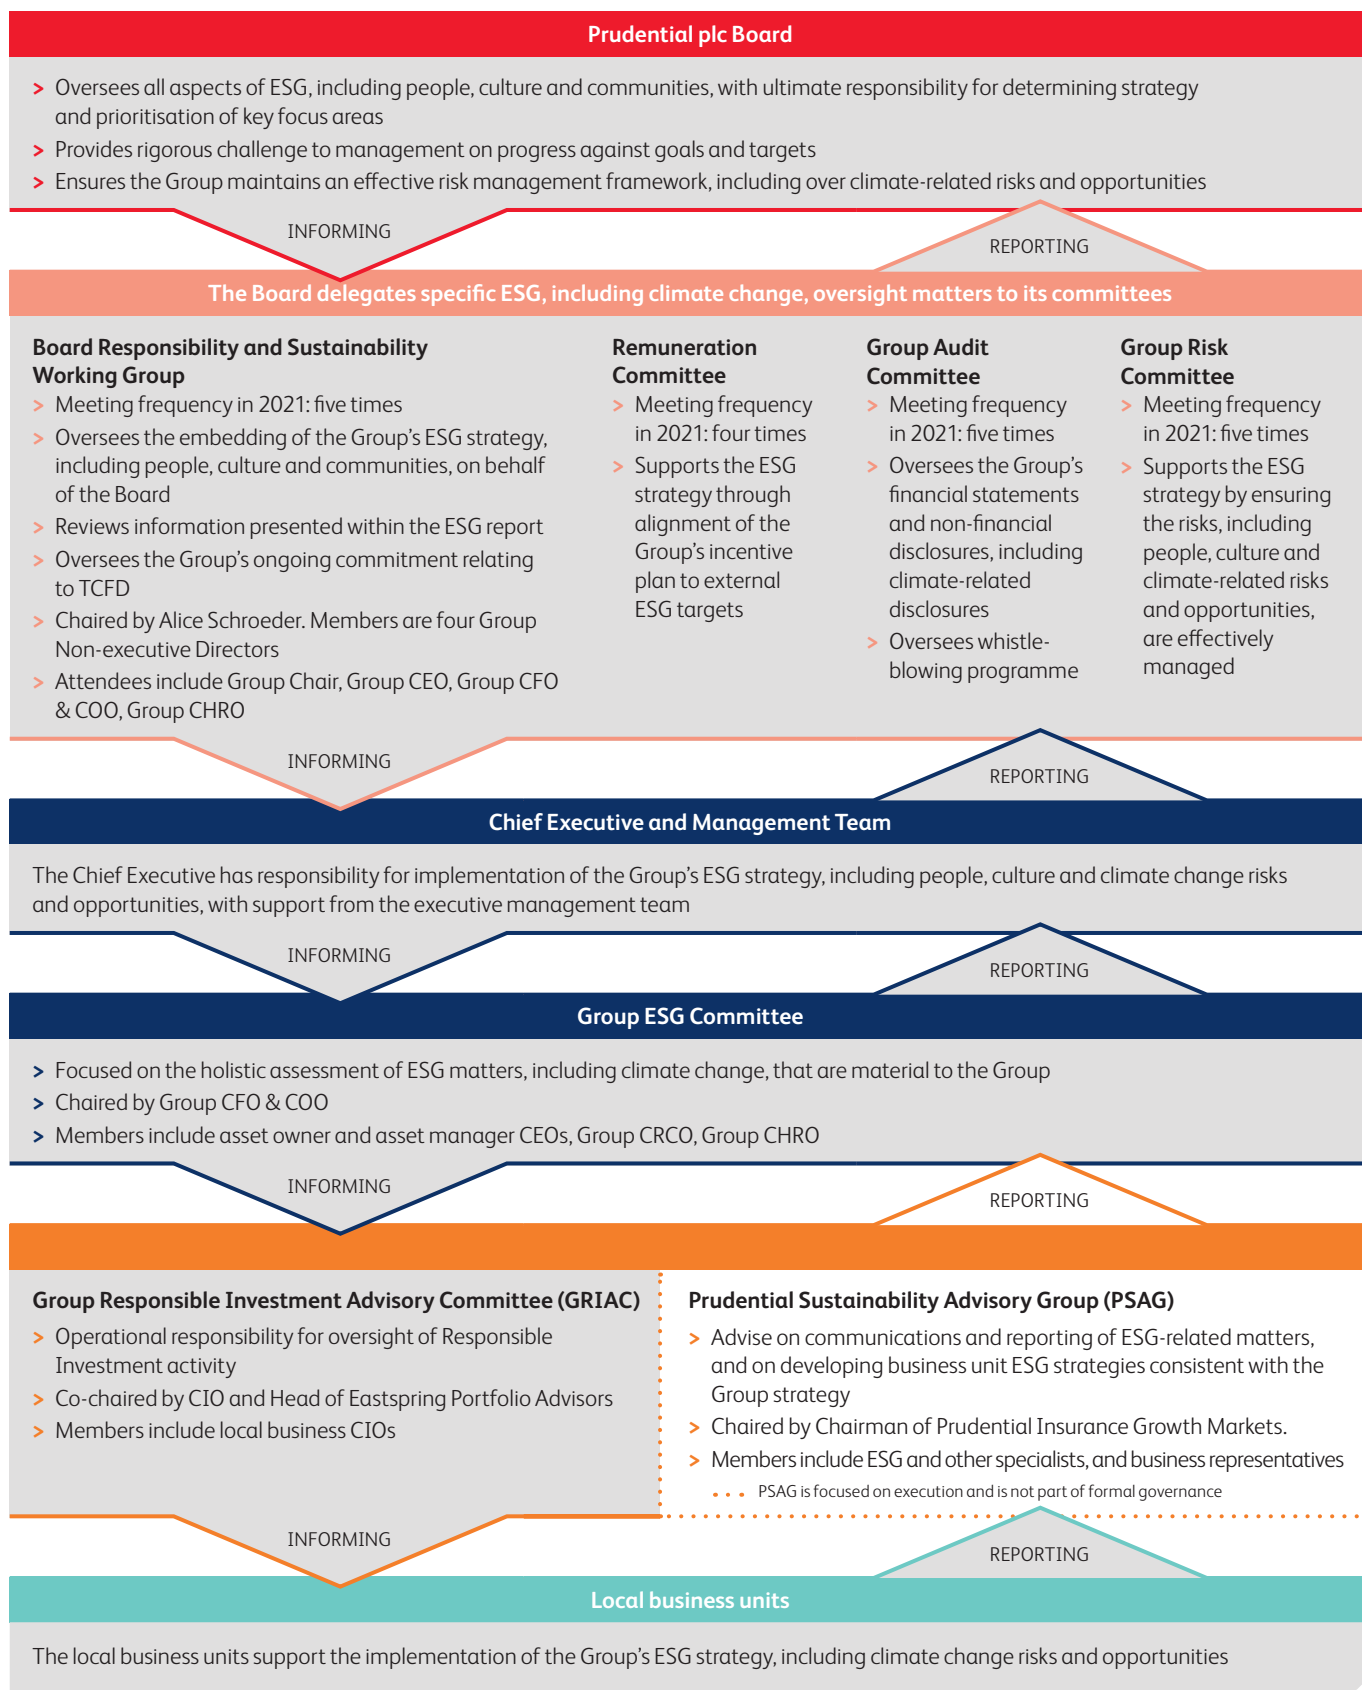 Prudential plc Board
> Oversees all aspects of ESG, including people, culture and communities, with ultimate responsibility for determining strategy
and prioritisation of key focus areas
> Provides rigorous challenge to management on progress against goals and targets
> Ensures the Group maintains an effective risk management framework, including over climate-related risks and opportunities
INFORMING
REPORTING
The Board delegates specific ESG, including climate change, oversight matters to its committees
Board Responsibility and Sustainability
Working Group
> Meeting frequency in 2021: five times
> Oversees the embedding of the Group’s ESG strategy,
including people, culture and communities, on behalf
of the Board
> Reviews information presented within the ESG report
> Oversees the Group’s ongoing commitment relating
to TCFD
> Chaired by Alice Schroeder. Members are four Group
Non-executive Directors
> Attendees include Group Chair, Group CEO, Group CFO
& COO, Group CHRO
Remuneration
Committee
> Meeting frequency
in 2021: four times
> Supports the ESG
strategy through
alignment of the
Group’s incentive
plan to external
ESG targets
Group Audit
Committee
> Meeting frequency
in 2021: five times
> Oversees the Group’s
financial statements
and non-financial
disclosures, including
climate-related
disclosures
> Oversees whistle-
blowing programme
Group Risk
Committee
> Meeting frequency
in 2021: five times
> Supports the ESG
strategy by ensuring
the risks, including
people, culture and
climate-related risks
and opportunities,
are effectively
managed
INFORMING
REPORTING
Chief Executive and Management Team
The Chief Executive has responsibility for implementation of the Group’s ESG strategy, including people, culture and climate change risks
and opportunities, with support from the executive management team
INFORMING
REPORTING
Group ESG Committee
> Focused on the holistic assessment of ESG matters, including climate change, that are material to the Group
> Chaired by Group CFO & COO
> Members include asset owner and asset manager CEOs, Group CRCO, Group CHRO
INFORMING
REPORTING
Group Responsible Investment Advisory Committee (GRIAC)
> Operational responsibility for oversight of Responsible
Investment activity
> Co-chaired by CIO and Head of Eastspring Portfolio Advisors
> Members include local business CIOs
Prudential Sustainability Advisory Group (PSAG)
> Advise on communications and reporting of ESG-related matters,
and on developing business unit ESG strategies consistent with the
Group strategy
> Chaired by Chairman of Prudential Insurance Growth Markets.
> Members include ESG and other specialists, and business representatives
PSAG is focused on execution and is not part of formal governance
INFORMING
REPORTING
Local business units
The local business units support the implementation of the Group’s ESG strategy, including climate change risks and opportunities